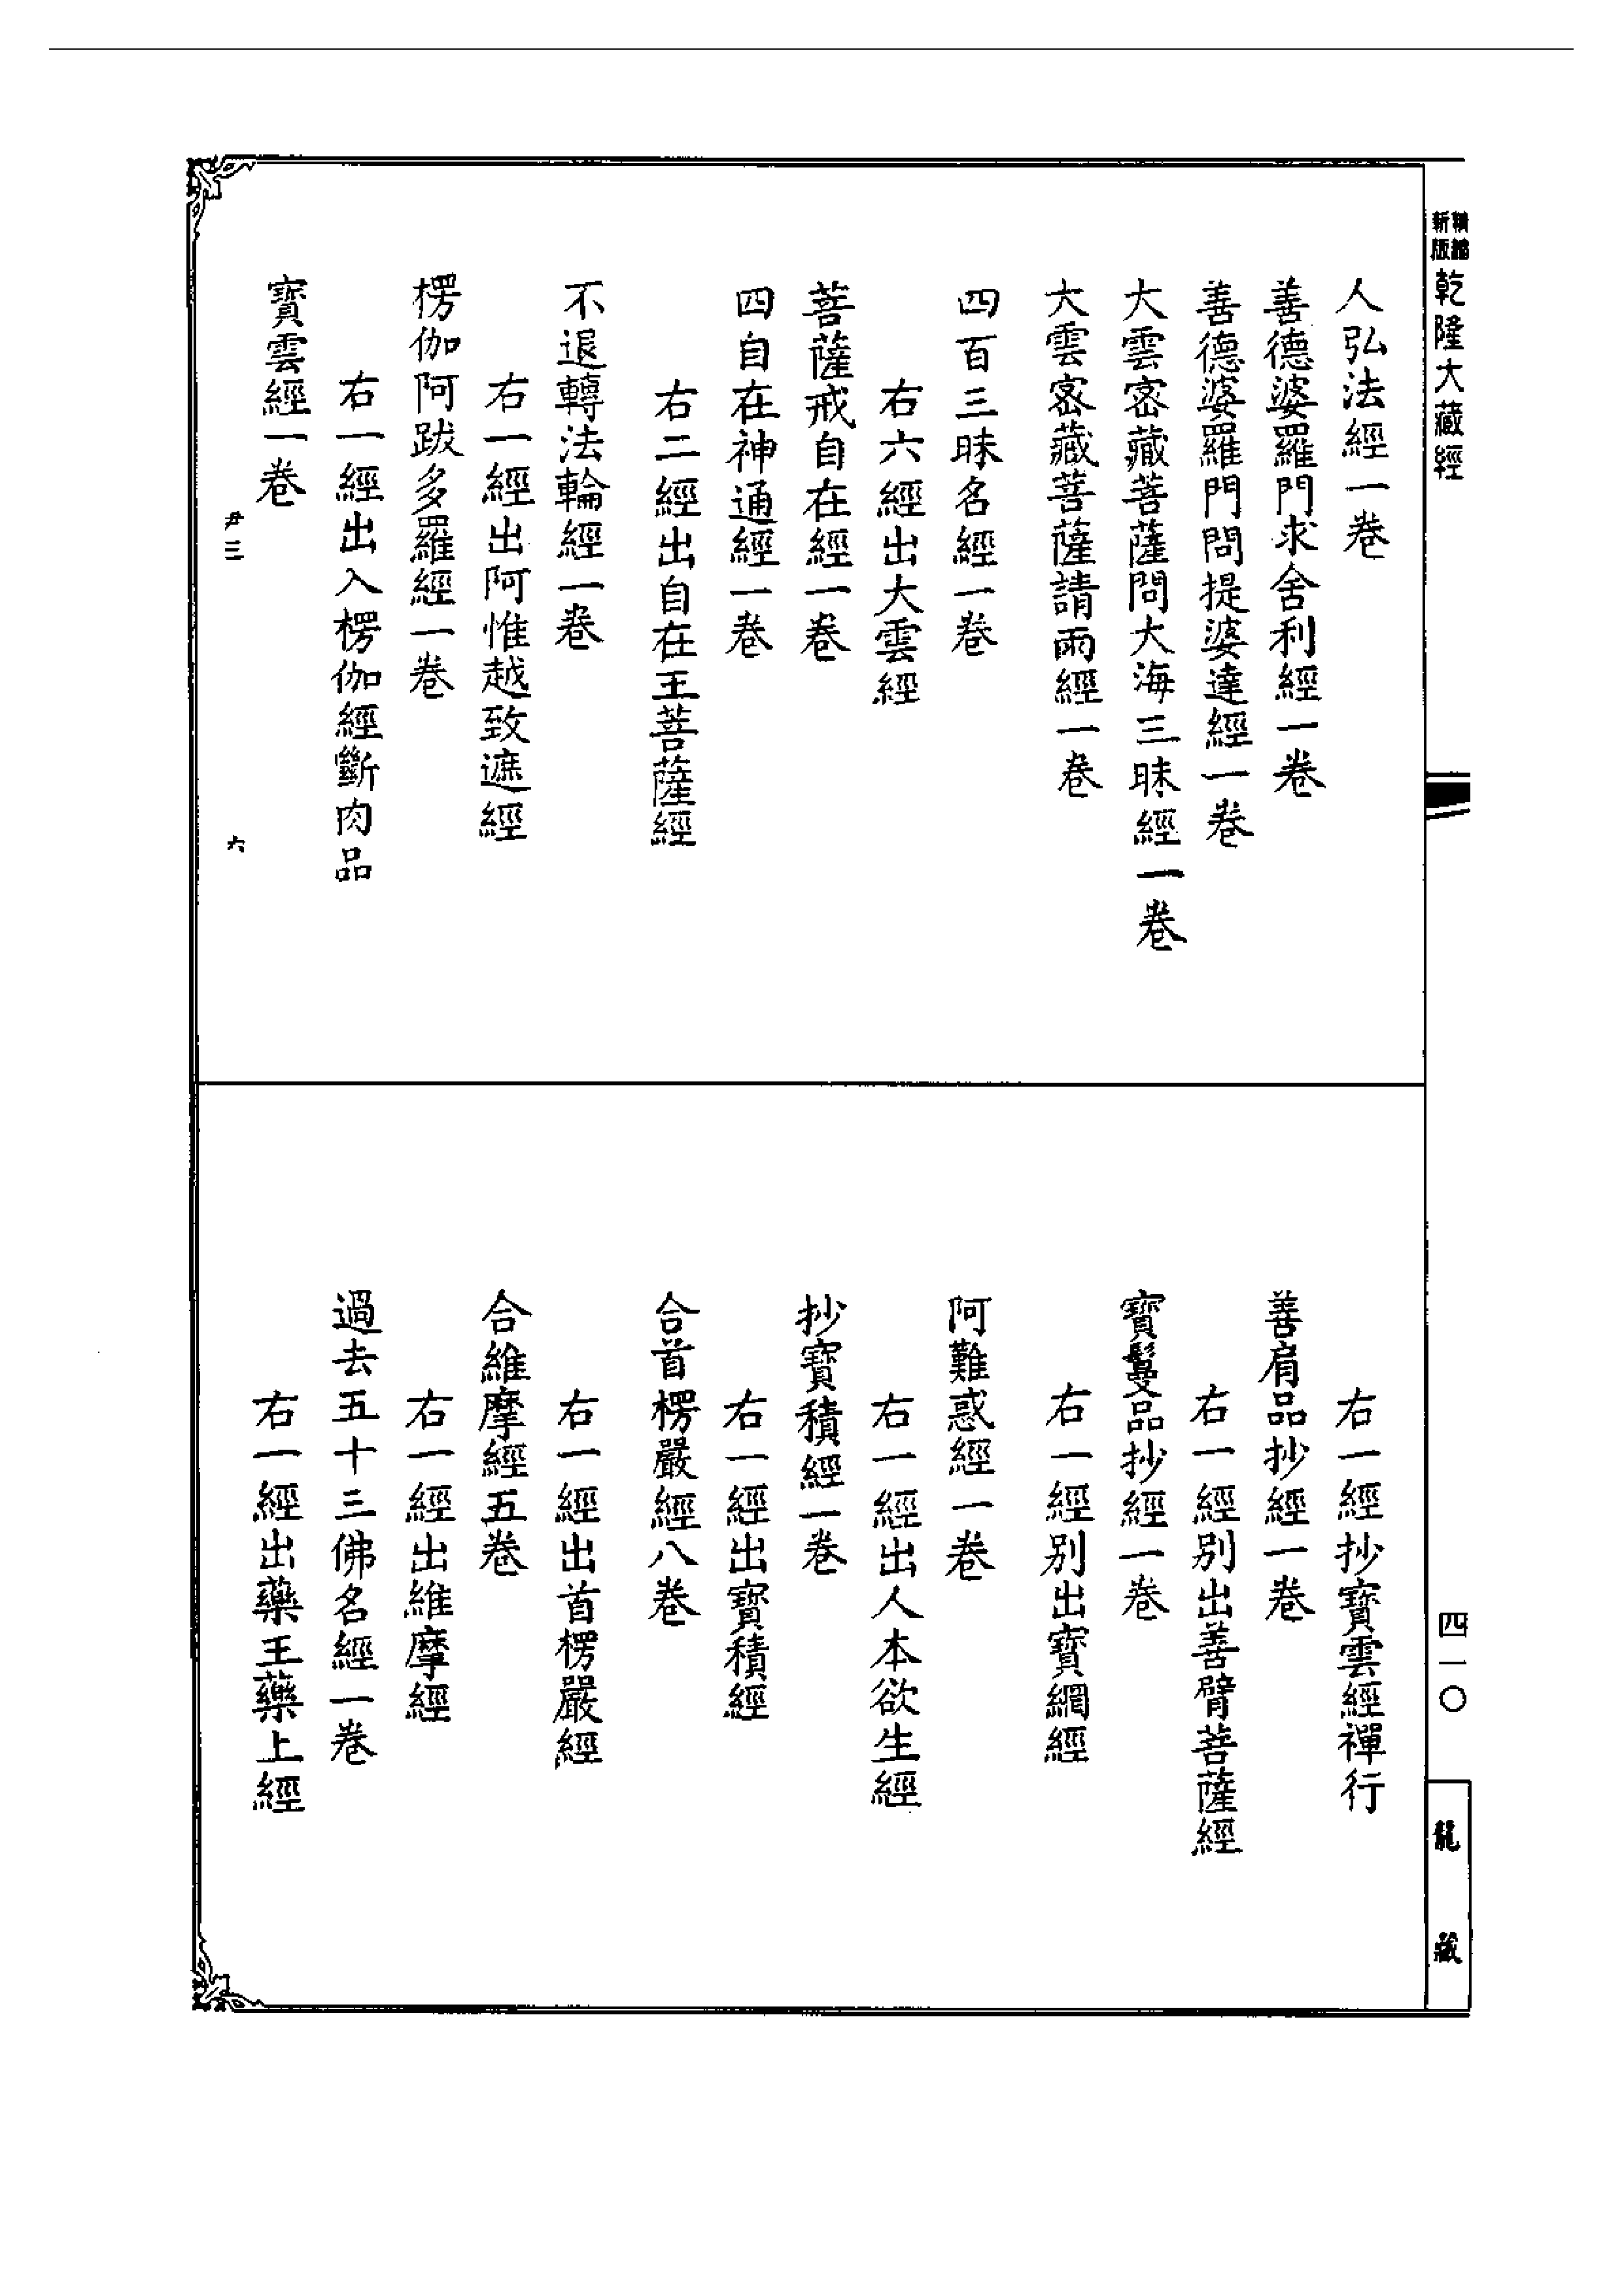 新版精縮乾隆大藏經
人弘法經一卷
善德婆羅門求舍利經一卷
善德婆羅門問提婆達經一卷
大雲密藏菩薩問大海三昧經一卷
大雲密藏菩薩請雨經一卷
四百三昧名經一卷
右六經出大雲經
菩薩戒自在經一卷
四自在神通經一卷
右二經出自在王菩薩經
不退轉法輪經一卷
右一經出阿惟越致遮經
楞伽阿跋多羅經一卷
右一經出入楞伽經斷肉品
寶雲經一卷
尹三
六
右一經抄寶雲經禪行
善肩品抄經一卷
右一經別出善臂菩薩經
寶鬘品抄經一卷
右一經別出寶網經
阿難惑經一卷
右一經出人本欲生經
抄寶積經一卷
右一經出寶積經
合首楞嚴經八卷
右一經出首楞嚴經
合維摩經五卷
右一經出維摩經
過去五十三佛名經一卷
右一經出藥王藥上經
四一〇
龍藏